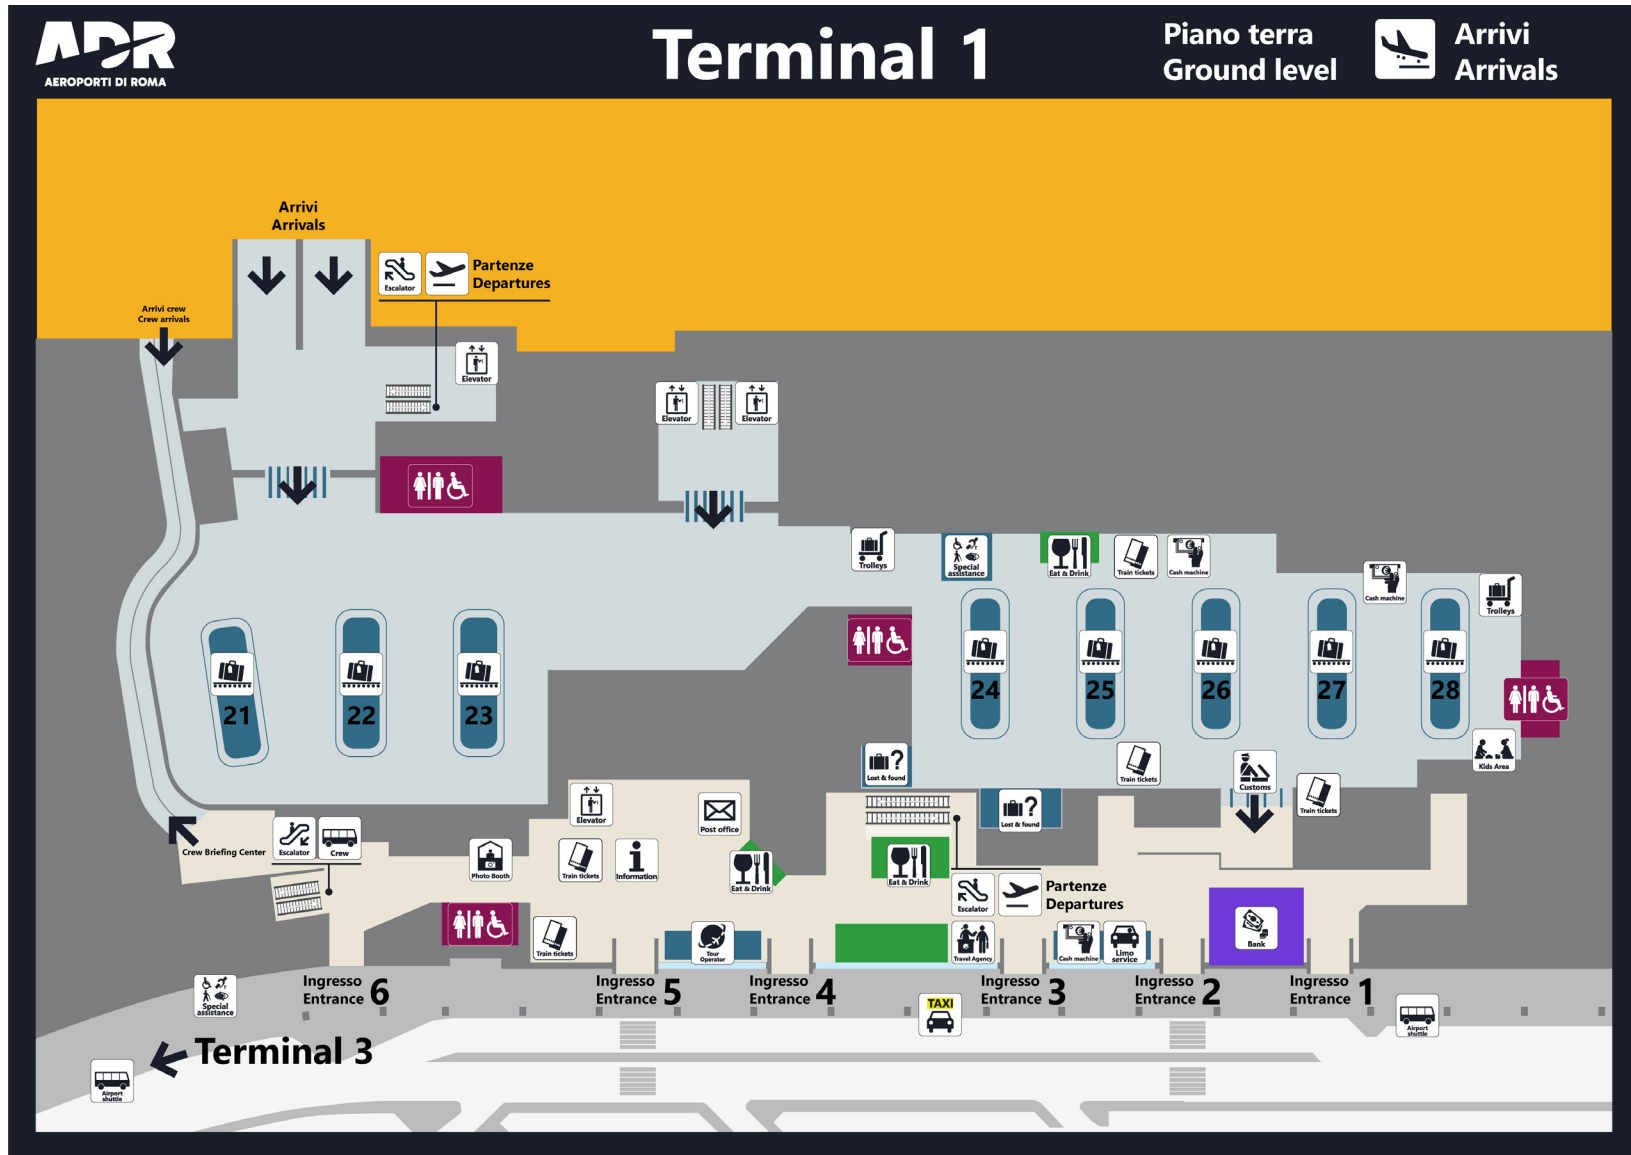 ADR
AEROPORTI DI ROMA
Terminal 1
Piano terra
Ground level
Arrivi
Arrivals
Arrivi
Arrivals
Escalator
Partenze
Departures
Arrivi crew
Crew arrivals
Elevator
Elevator
Elevator
Trolleys
Special
assistance
Eat & Drink
Train tickets
Cash machine
Cash machine
Trolleys
21
22
23
24
25
26
27
28
Lost & found
Train tickets
Customs
Kids Area
Train tickets
Elevator
Post office
Lost & found
Crew Briefing Center
Escalator
Crew
Photo Booth
Train tickets
Information
Eat & Drink
Eat & Drink
Escalator
Partenze
Departures
Train tickets
Tour
Operator
Travel Agency
Cash machine
Limo
service
Bank
Special
assistance
Ingresso
Entrance 6
Ingresso
Entrance 5
Ingresso
Entrance 4
Ingresso
Entrance 3
Ingresso
Entrance 2
Ingresso
Entrance 1
TAXI
Airport
shuttle
Terminal 3
Airport
shuttle